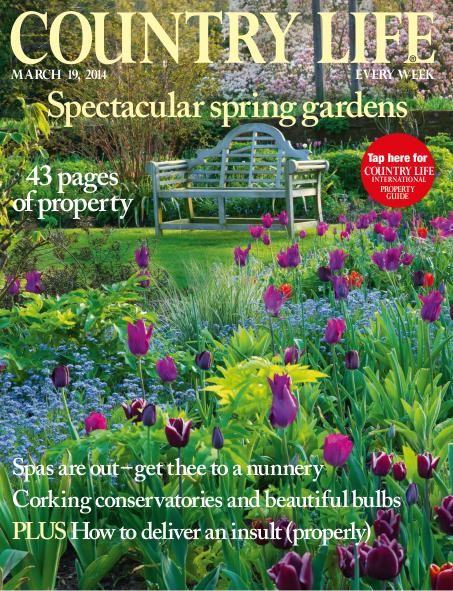 COUNTRY LIFE®
MARCH 19, 2014 EVERY WEEK
Spectacular spring gardens
43 pages
of property
Tap here for
COUNTRY LIFE
INTERNATIONAL
PROPERTY
GUIDE
Spas are out–get thee to a nunnery
Corking conservatories and beautiful bulbs
PLUS How to deliver an insult (properly)